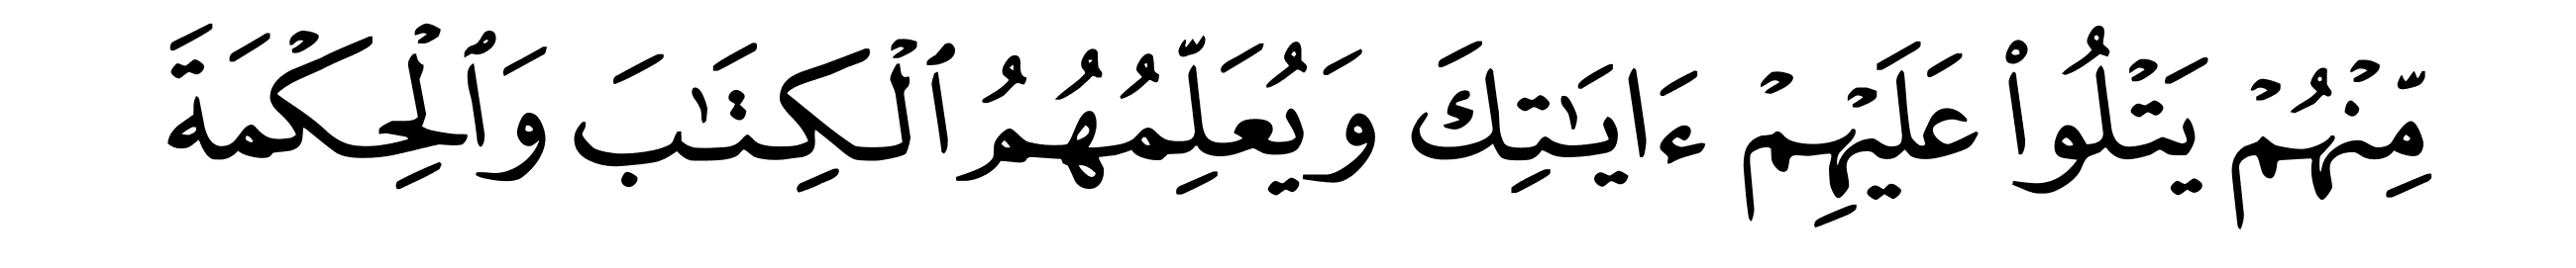 مِّنْهُمْ يَتْلُوا۟ عَلَيْهِمْ ءَايَـٰتِكَ وَيُعَلِّمُهُمُ ٱلْكِتَـٰبَ وَٱلْحِكْمَةَ